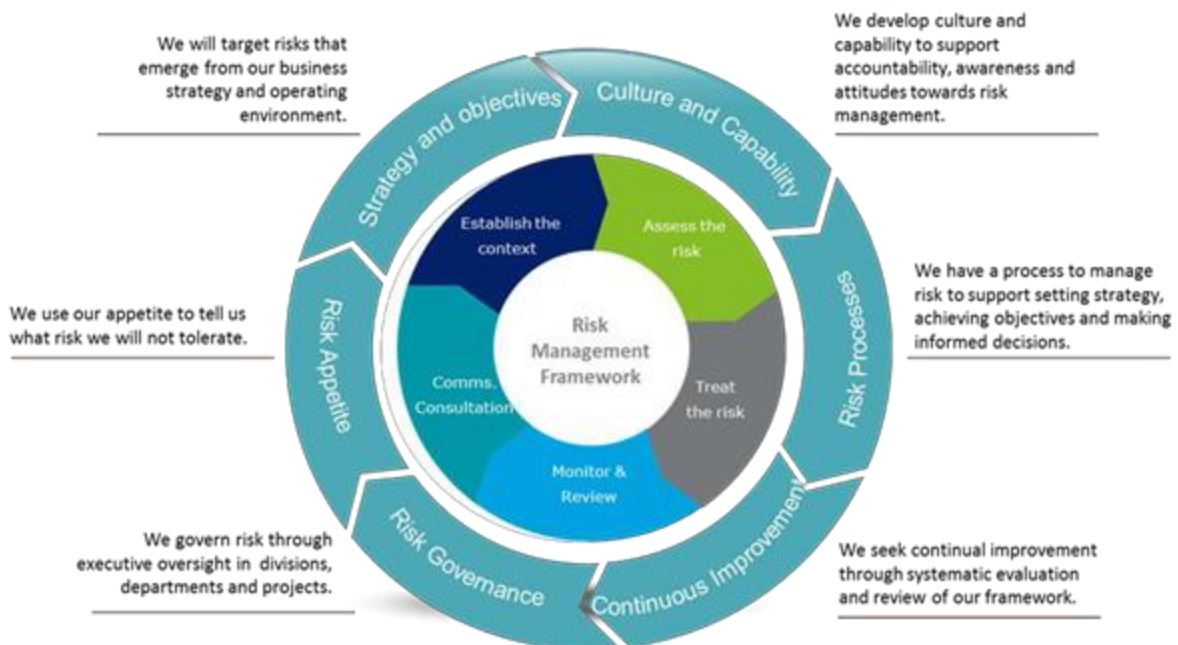 We will target risks that
emerge from our business
strategy and operating
environment.
We develop culture and
capability to support
accountability, awareness and
attitudes towards risk
management.
Strategy and objectives
Culture and Capability
Establish the
context
Assess the
risk
We use our appetite to tell us
what risk we will not tolerate.
Risk Appetite
Risk
Management
Framework
Risk Processes
We have a process to manage
risk to support setting strategy,
achieving objectives and making
informed decisions.
Comms.
Consultation
Treat
the risk
Monitor &
Review
We govern risk through
executive oversight in divisions,
departments and projects.
Risk Governance
Continuous Improvement
We seek continual improvement
through systematic evaluation
and review of our framework.